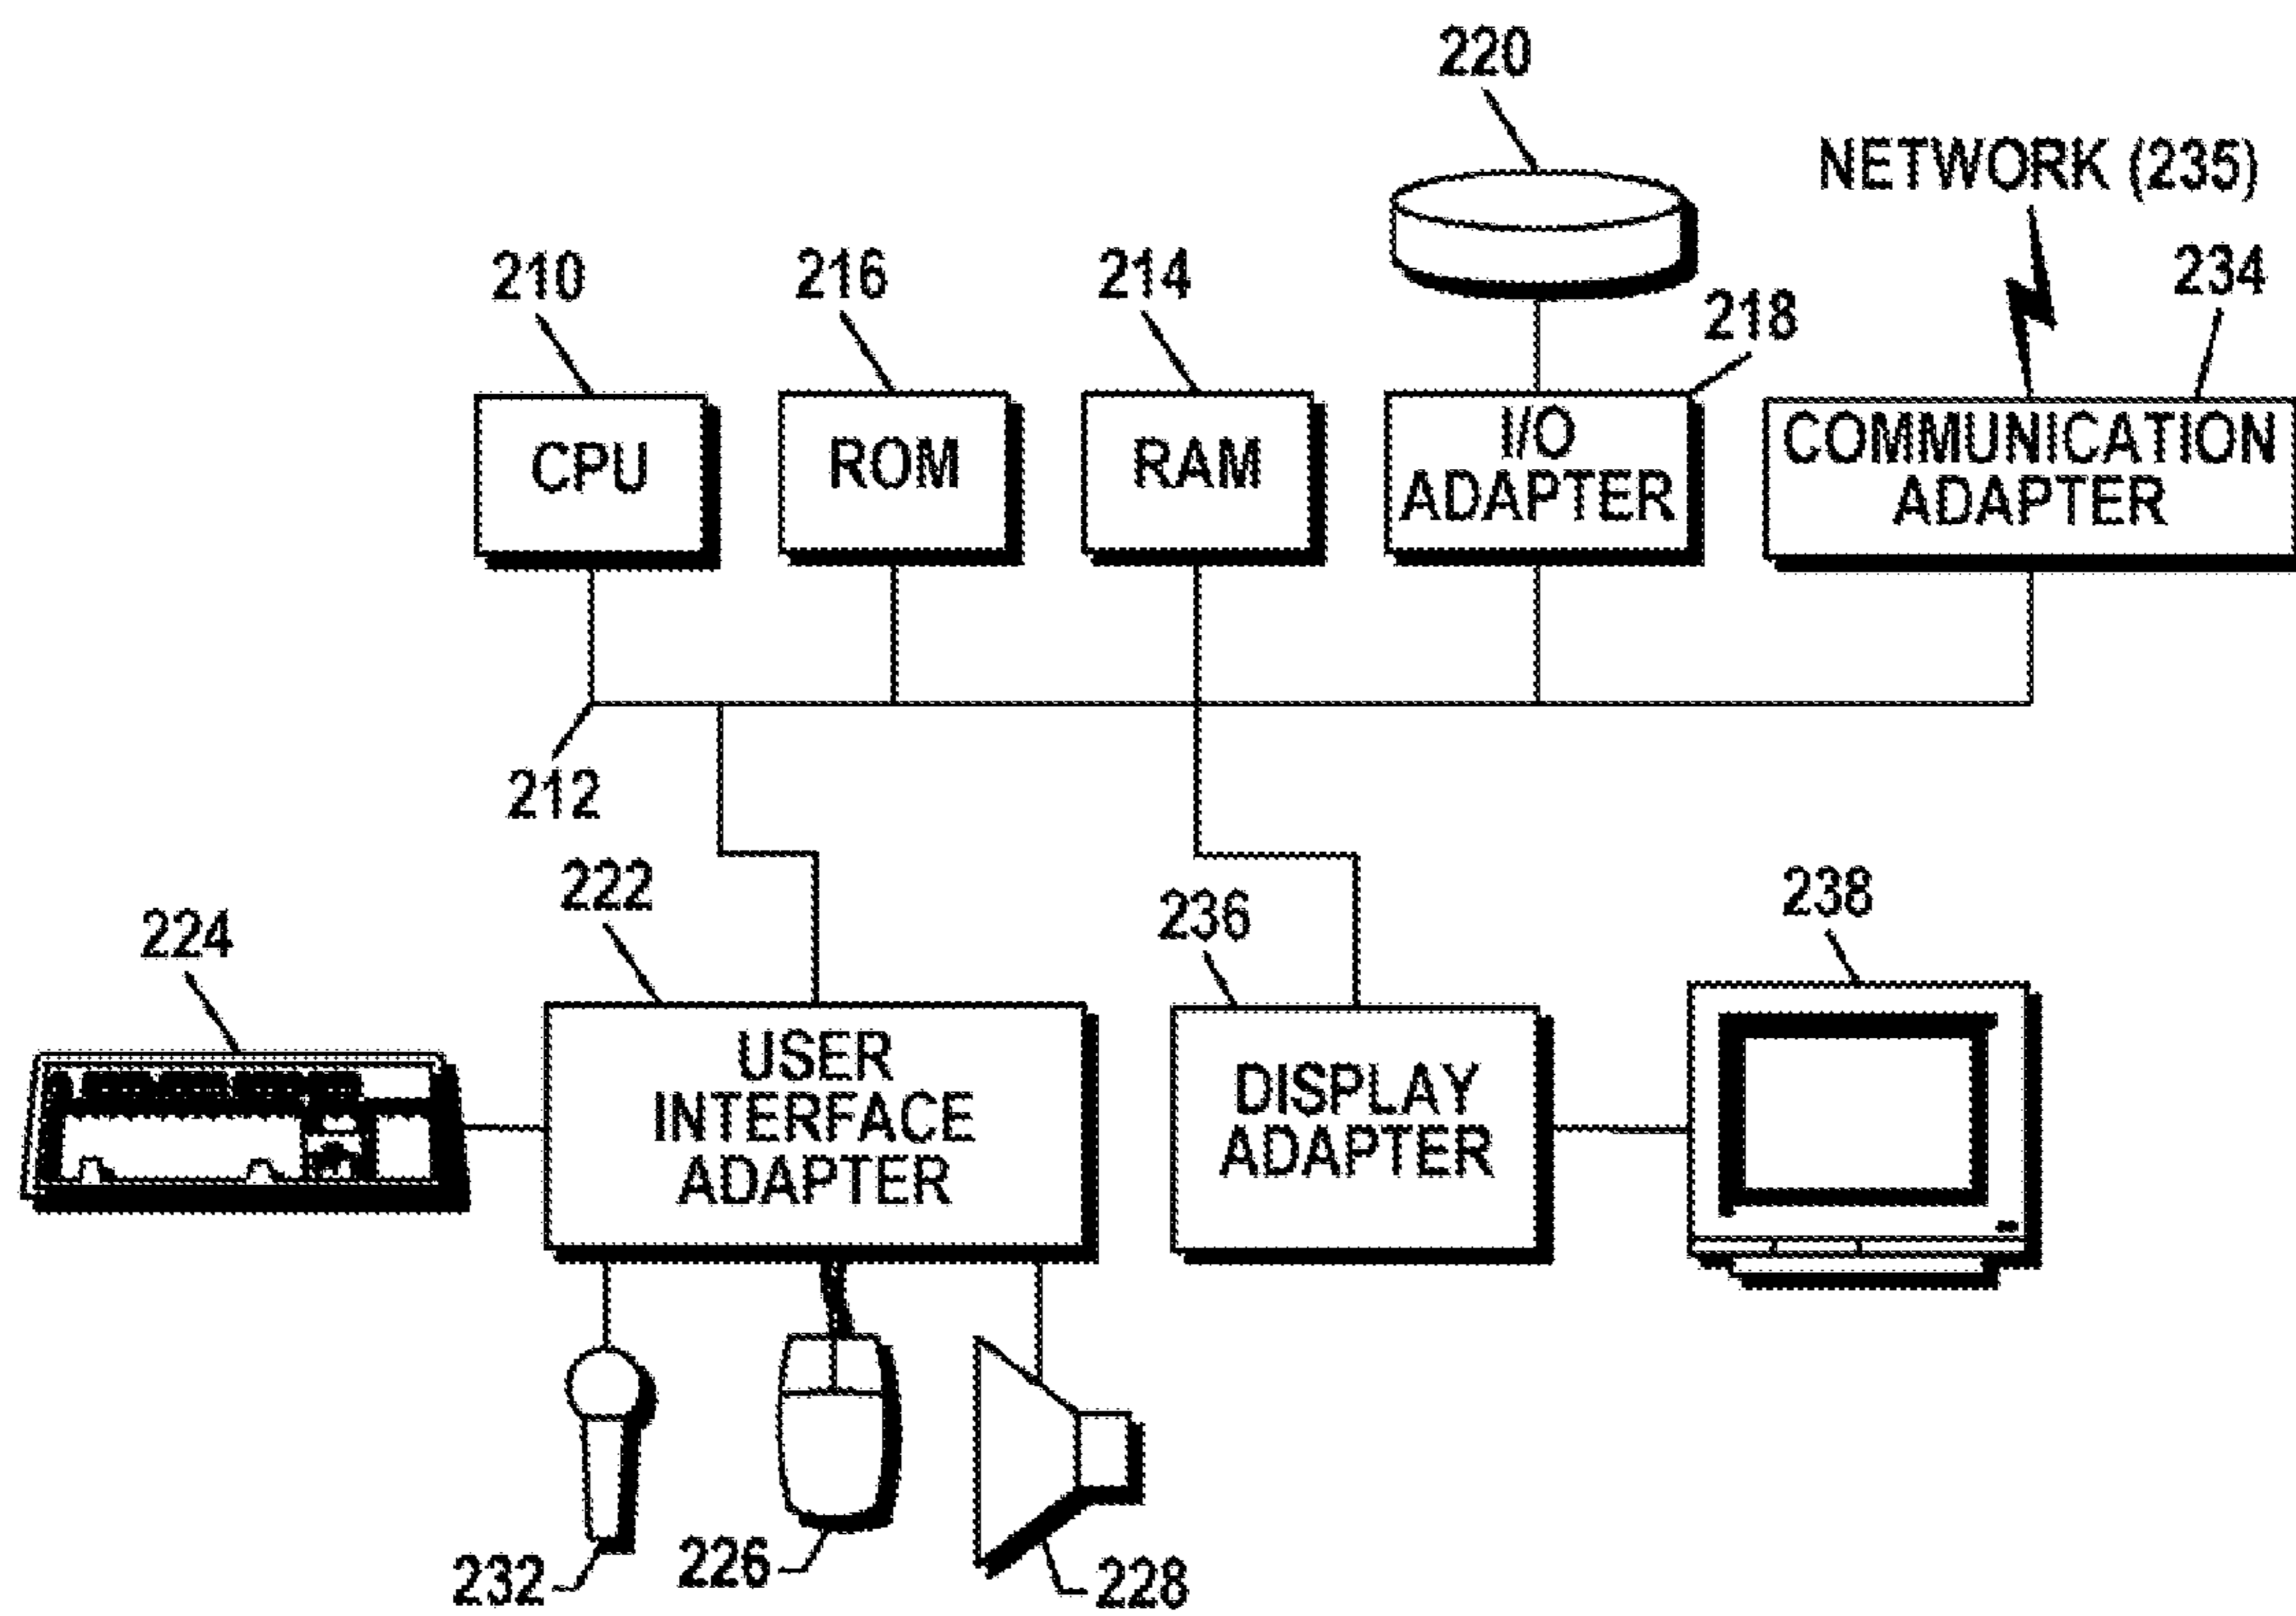 220
NETWORK (235)
210
216
214
218
234
CPU
ROM
RAM
I/O
ADAPTER
COMMUNICATION
ADAPTER
212
222
224
236
238
USER
INTERFACE
ADAPTER
DISPLAY
ADAPTER
232
226
228